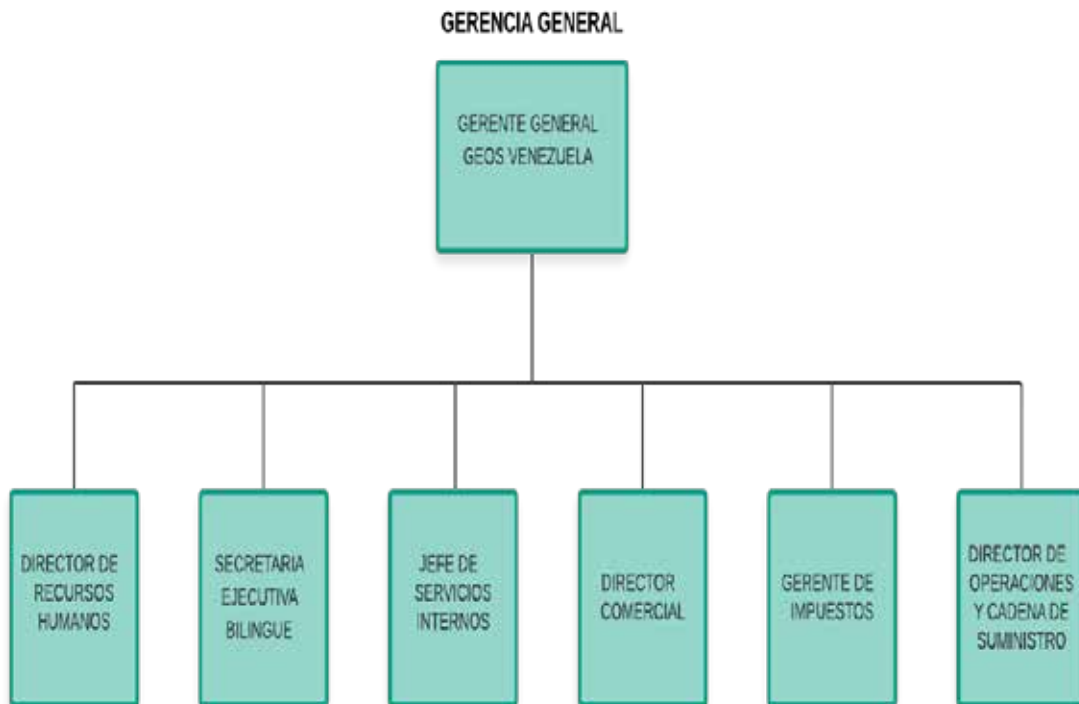 GERENCIA GENERAL
GERENTE GENERAL
GEOS VENEZUELA
DIRECTOR DE
RECURSOS
HUMANOS
SECRETARIA
EJECUTIVA
BILINGUE
JEFE DE
SERVICIOS
INTERNOS
DIRECTOR
COMERCIAL
GERENTE DE
IMPUESTOS
DIRECTOR DE
OPERACIONES
Y CADENA DE
SUMINISTRO